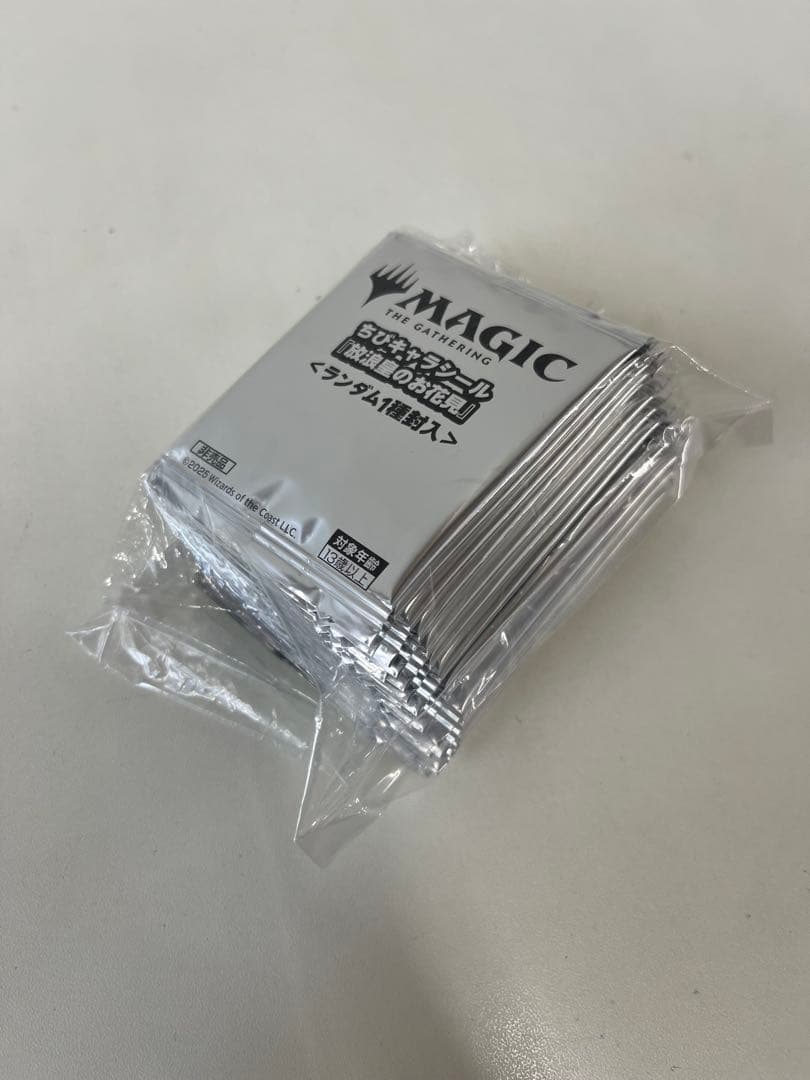 MAGIC
THE GATHERING
ちびキャラシール
『放浪皇のお花見』
＜ランダム1種封入＞
非売品
©2025 Wizards of the Coast LLC.
対象年齢
13歳以上